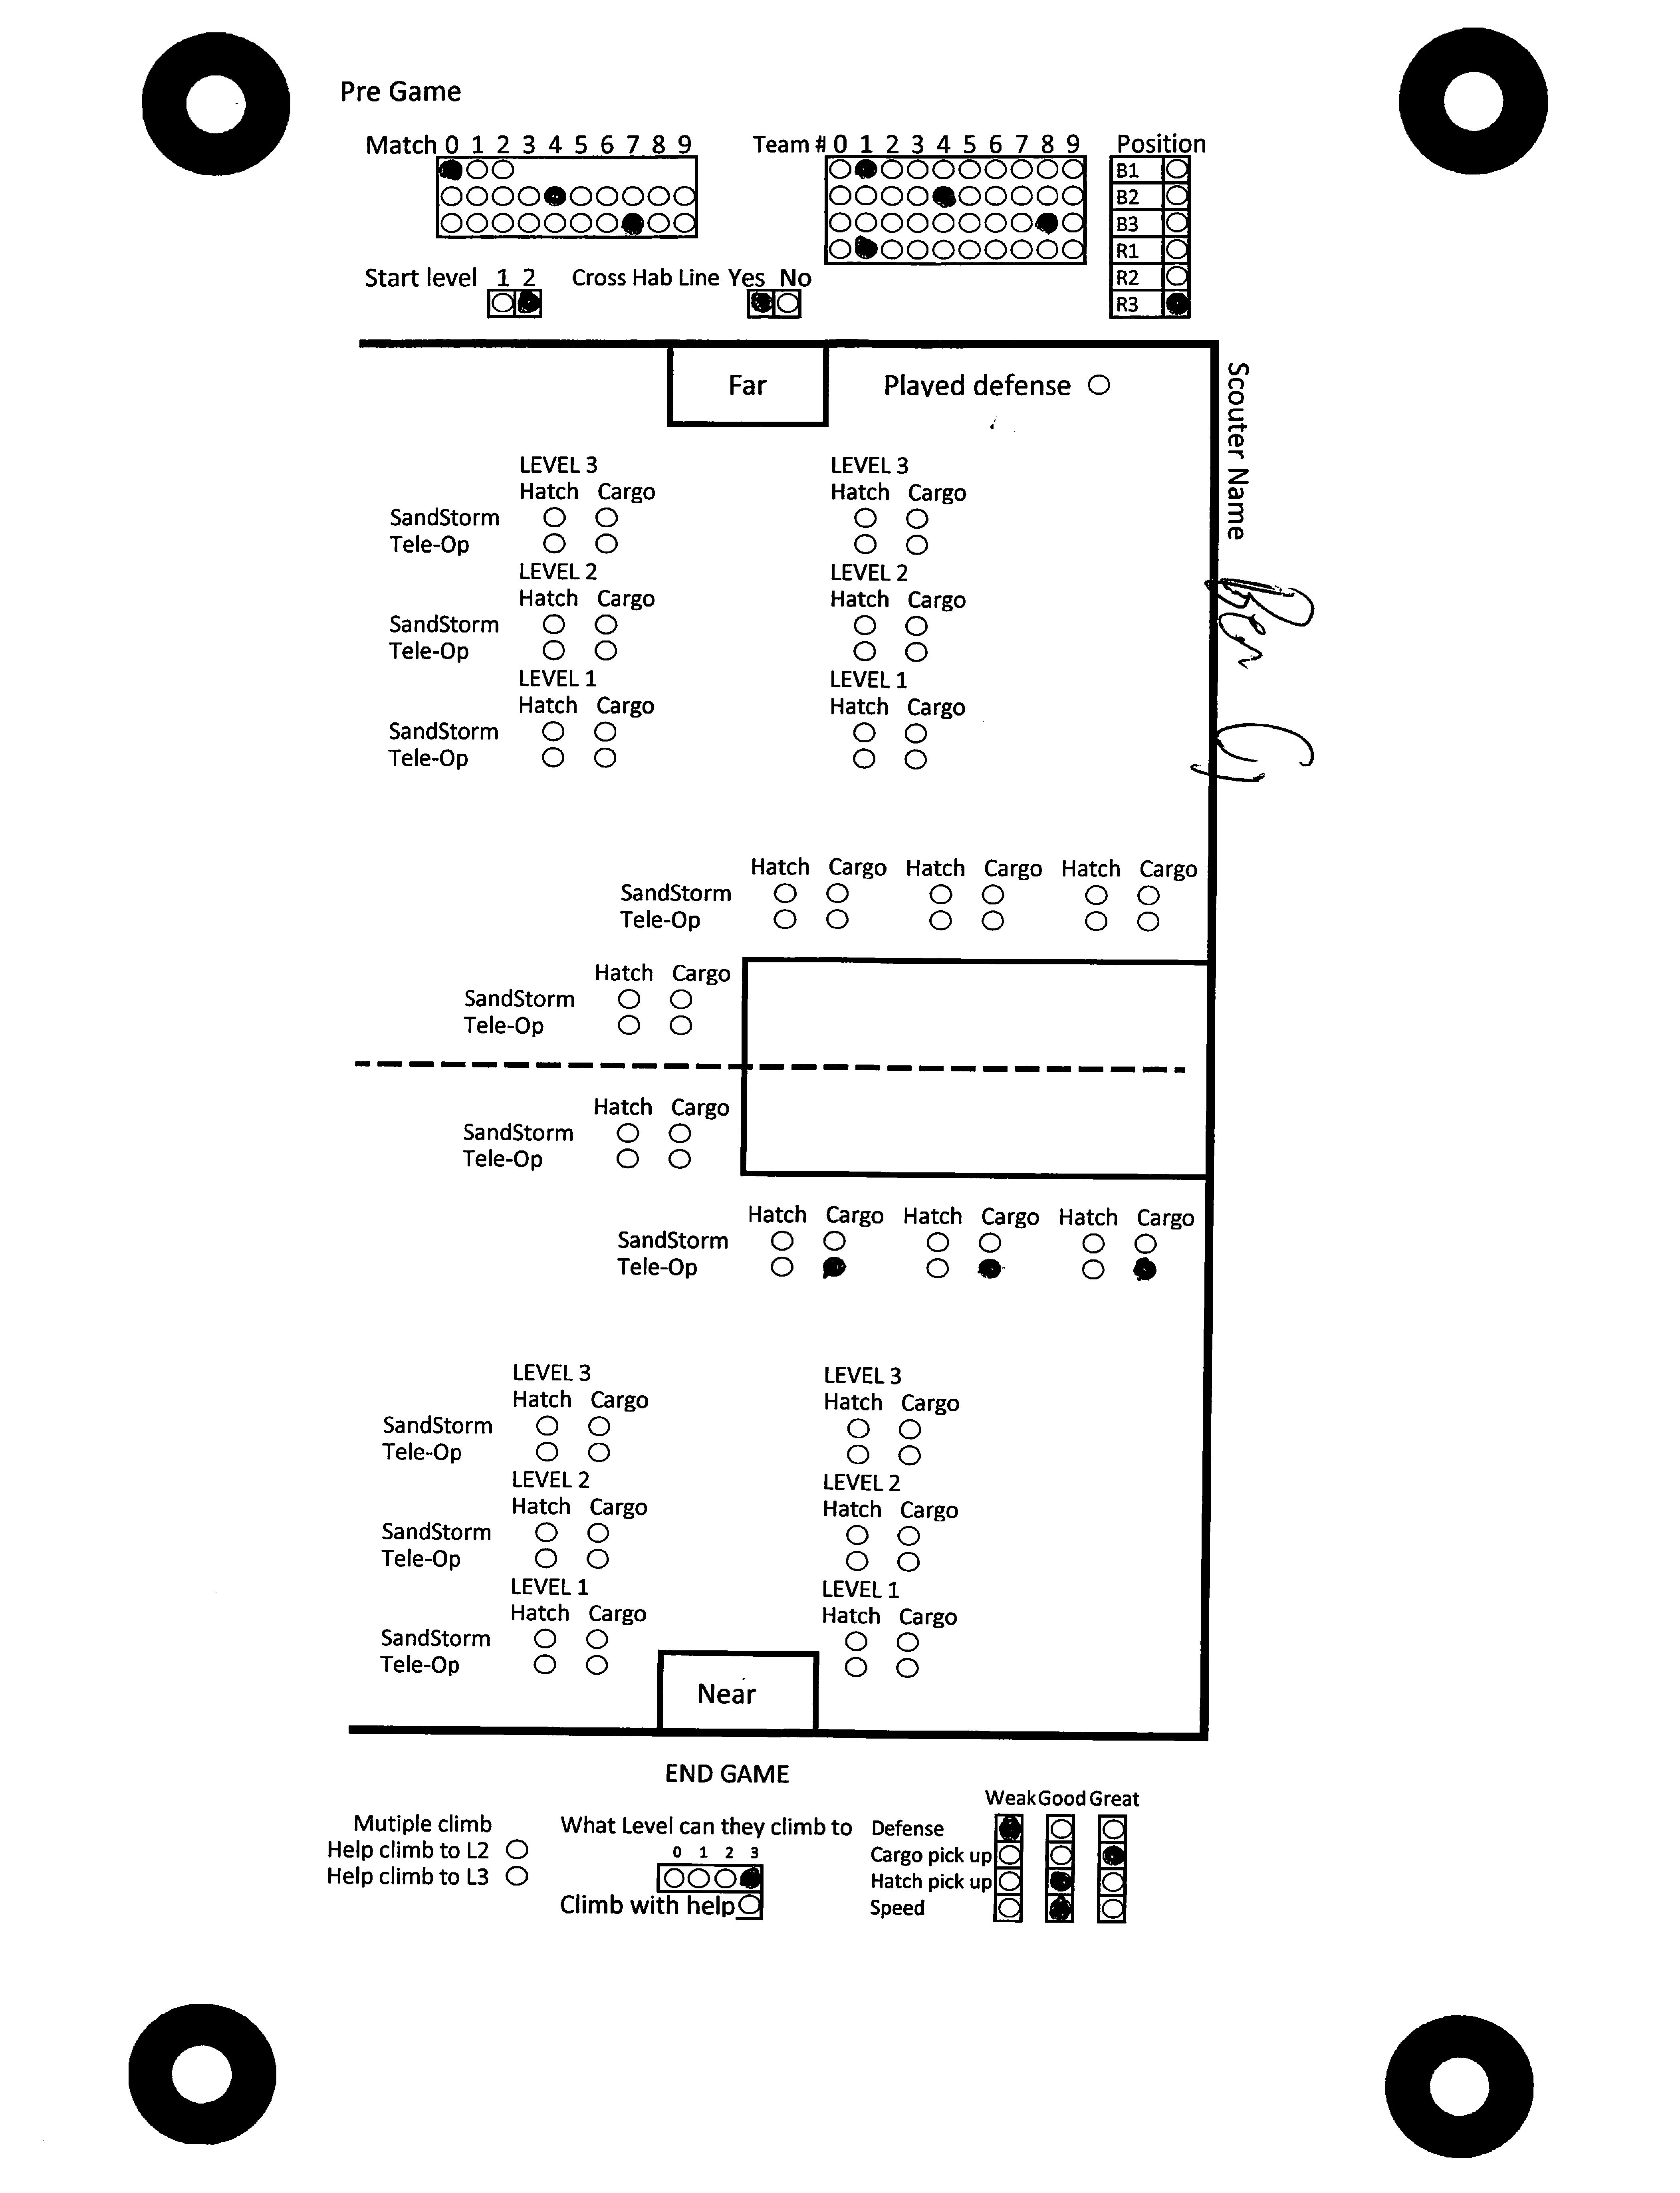 Pre Game
Match 0 1 2 3 4 5 6 7 8 9
Team # 0 1 2 3 4 5 6 7 8 9
Position
B1
B2
B3
R1
R2
R3
Start level 1 2
Cross Hab Line Yes No
Far
Played defense
Scouter Name
Ben
LEVEL 3 LEVEL 3
Hatch Cargo Hatch Cargo
SandStorm
Tele-Op
LEVEL 2 LEVEL 2
Hatch Cargo Hatch Cargo
SandStorm
Tele-Op
LEVEL 1 LEVEL 1
Hatch Cargo Hatch Cargo
SandStorm
Tele-Op
Hatch Cargo Hatch Cargo Hatch Cargo
SandStorm
Tele-Op
Hatch Cargo
SandStorm
Tele-Op
Hatch Cargo
SandStorm
Tele-Op
Hatch Cargo Hatch Cargo Hatch Cargo
SandStorm
Tele-Op
LEVEL 3 LEVEL 3
Hatch Cargo Hatch Cargo
SandStorm
Tele-Op
LEVEL 2 LEVEL 2
Hatch Cargo Hatch Cargo
SandStorm
Tele-Op
LEVEL 1 LEVEL 1
Hatch Cargo Hatch Cargo
SandStorm
Tele-Op
Near
END GAME
Mutiple climb
Help climb to L2
Help climb to L3
What Level can they climb to
0 1 2 3
Climb with help
Weak Good Great
Defense
Cargo pick up
Hatch pick up
Speed